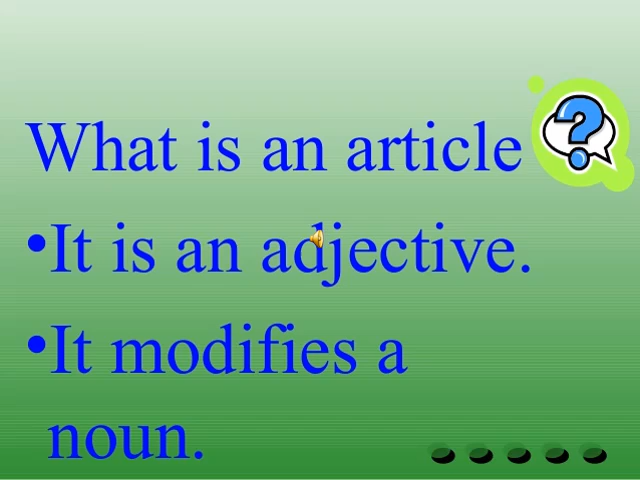 What is an article
•It is an adjective.
•It modifies a
noun.